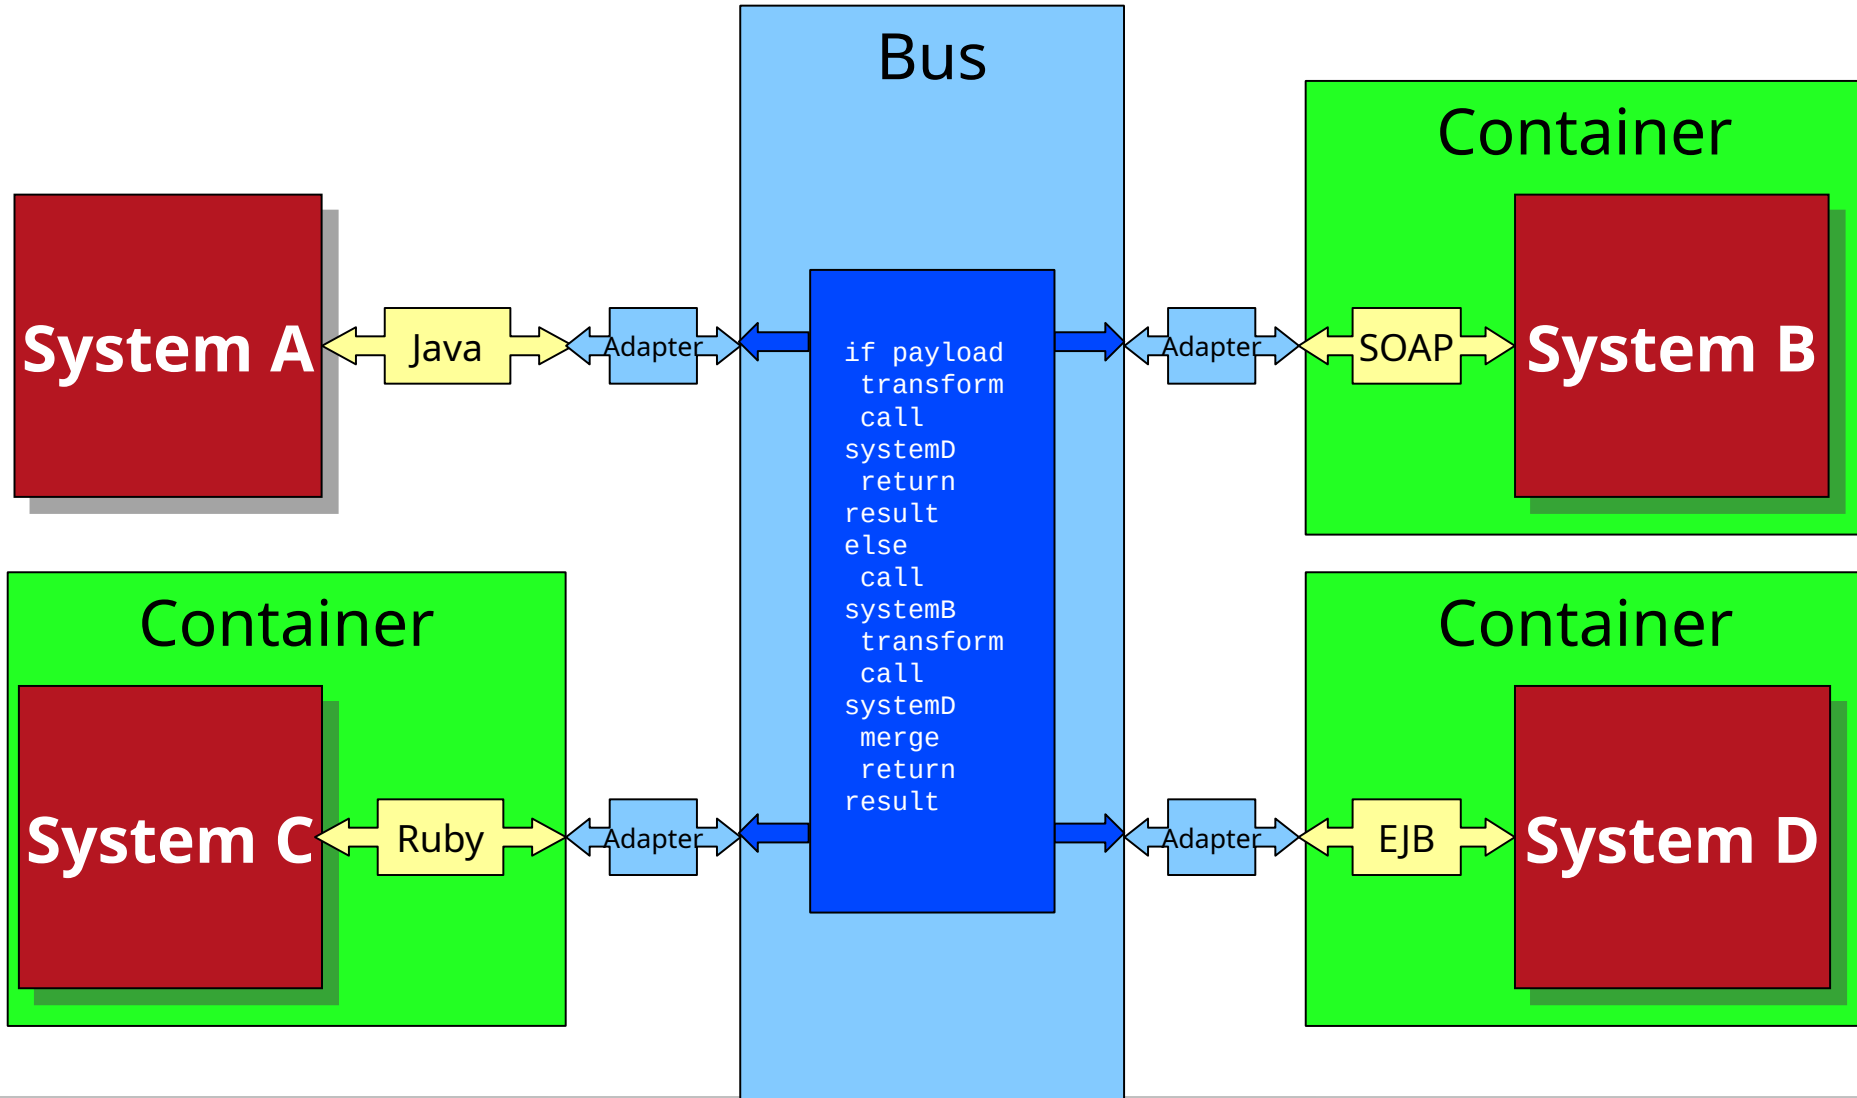 Bus
Container
System A
Java
Adapter
if payload
 transform
 call
systemD
 return
result
else
 call
systemB
 transform
 call
systemD
 merge
 return
result
Adapter
SOAP
System B
Container
Container
System C
Ruby
Adapter
Adapter
EJB
System D